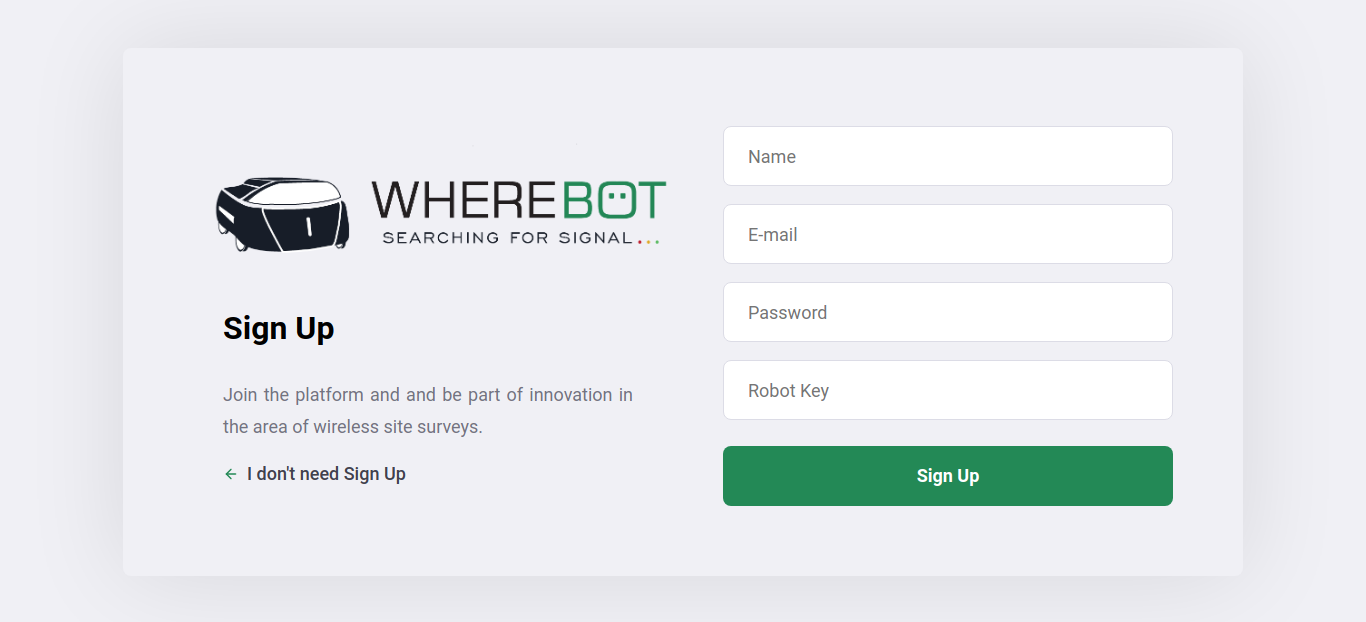 WHEREBOT
SEARCHING FOR SIGNAL...
Sign Up
Join the platform and and be part of innovation in
the area of wireless site surveys.
← I don't need Sign Up
Name
E-mail
Password
Robot Key
Sign Up